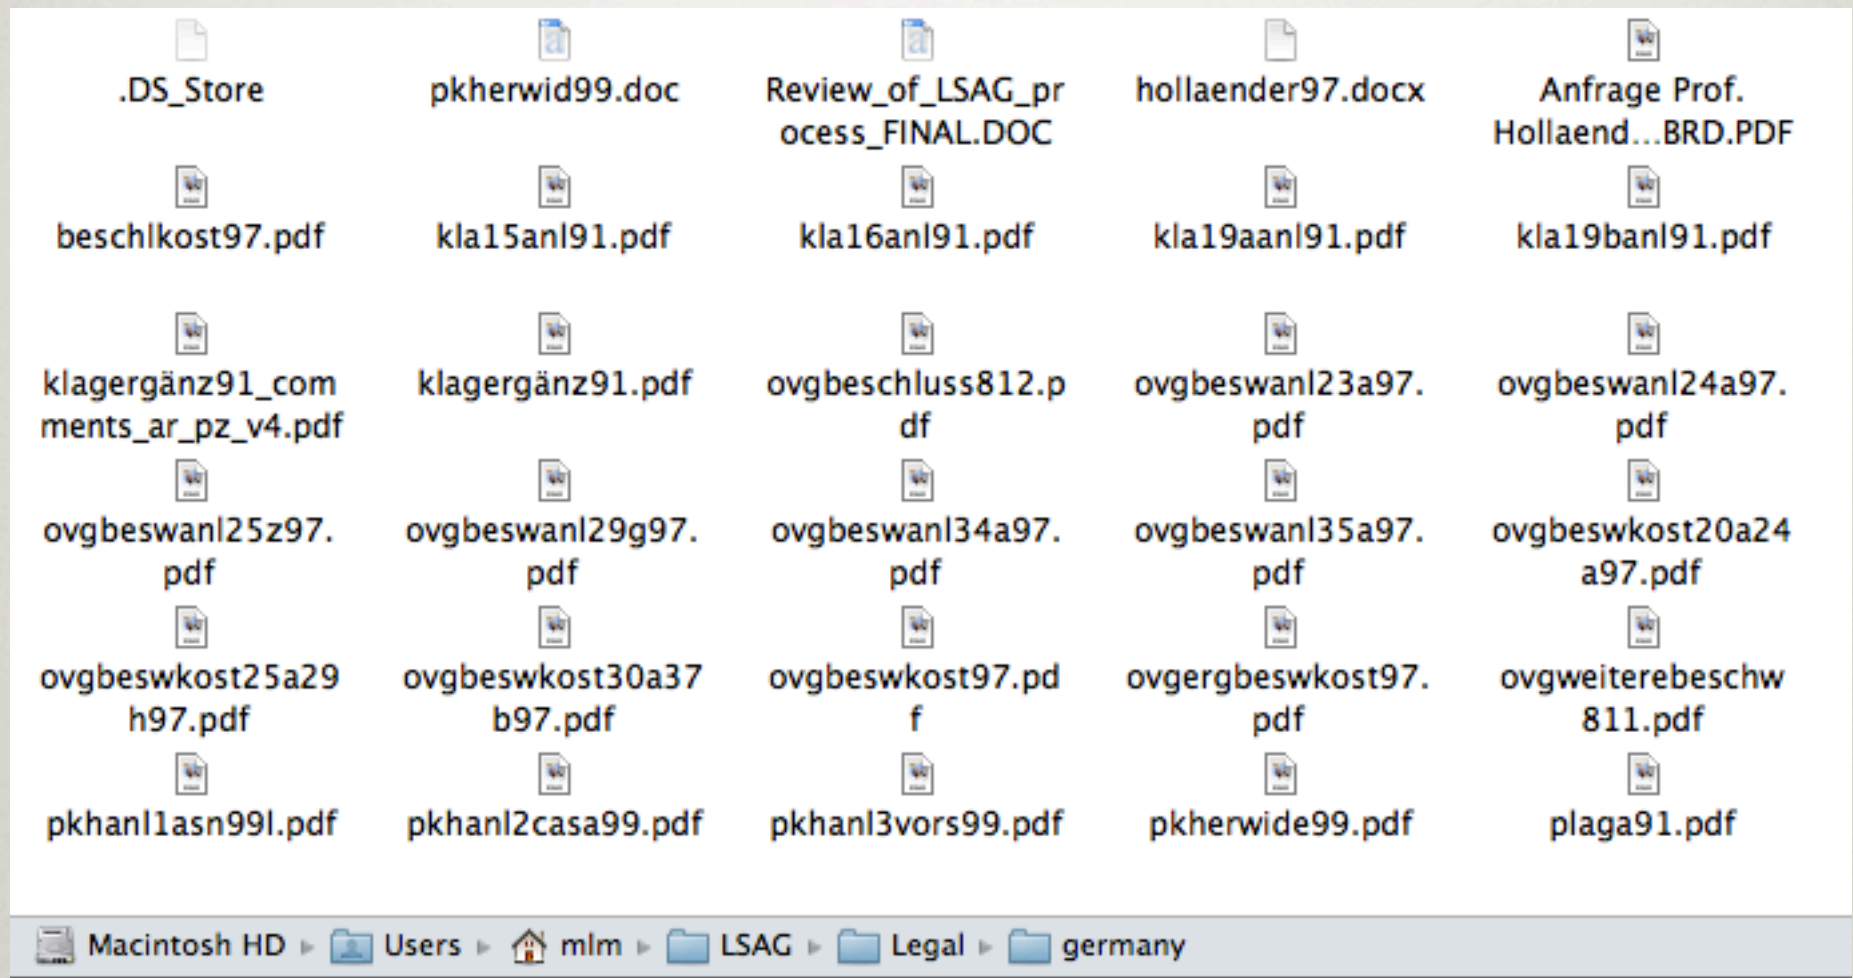 .DS_Store
pkherwid99.doc
Review_of_LSAG_pr
ocess_FINAL.DOC
hollaender97.docx
Anfrage Prof.
Hollaend...BRD.PDF
beschlkost97.pdf
kla15anl91.pdf
kla16anl91.pdf
kla19aanl91.pdf
kla19banl91.pdf
klagergänz91_com
ments_ar_pz_v4.pdf
klagergänz91.pdf
ovgbeschluss812.p
df
ovgbeswanl23a97.
pdf
ovgbeswanl24a97.
pdf
ovgbeswanl25z97.
pdf
ovgbeswanl29g97.
pdf
ovgbeswanl34a97.
pdf
ovgbeswanl35a97.
pdf
ovgbeswkost20a24
a97.pdf
ovgbeswkost25a29
h97.pdf
ovgbeswkost30a37
b97.pdf
ovgbeswkost97.pd
f
ovgergbeswkost97.
pdf
ovgweiterebeschw
811.pdf
pkhanl1asn99l.pdf
pkhanl2casa99.pdf
pkhanl3vors99.pdf
pkherwide99.pdf
plaga91.pdf
Macintosh HD ▸ Users ▸ mlm ▸ LSAG ▸ Legal ▸ germany